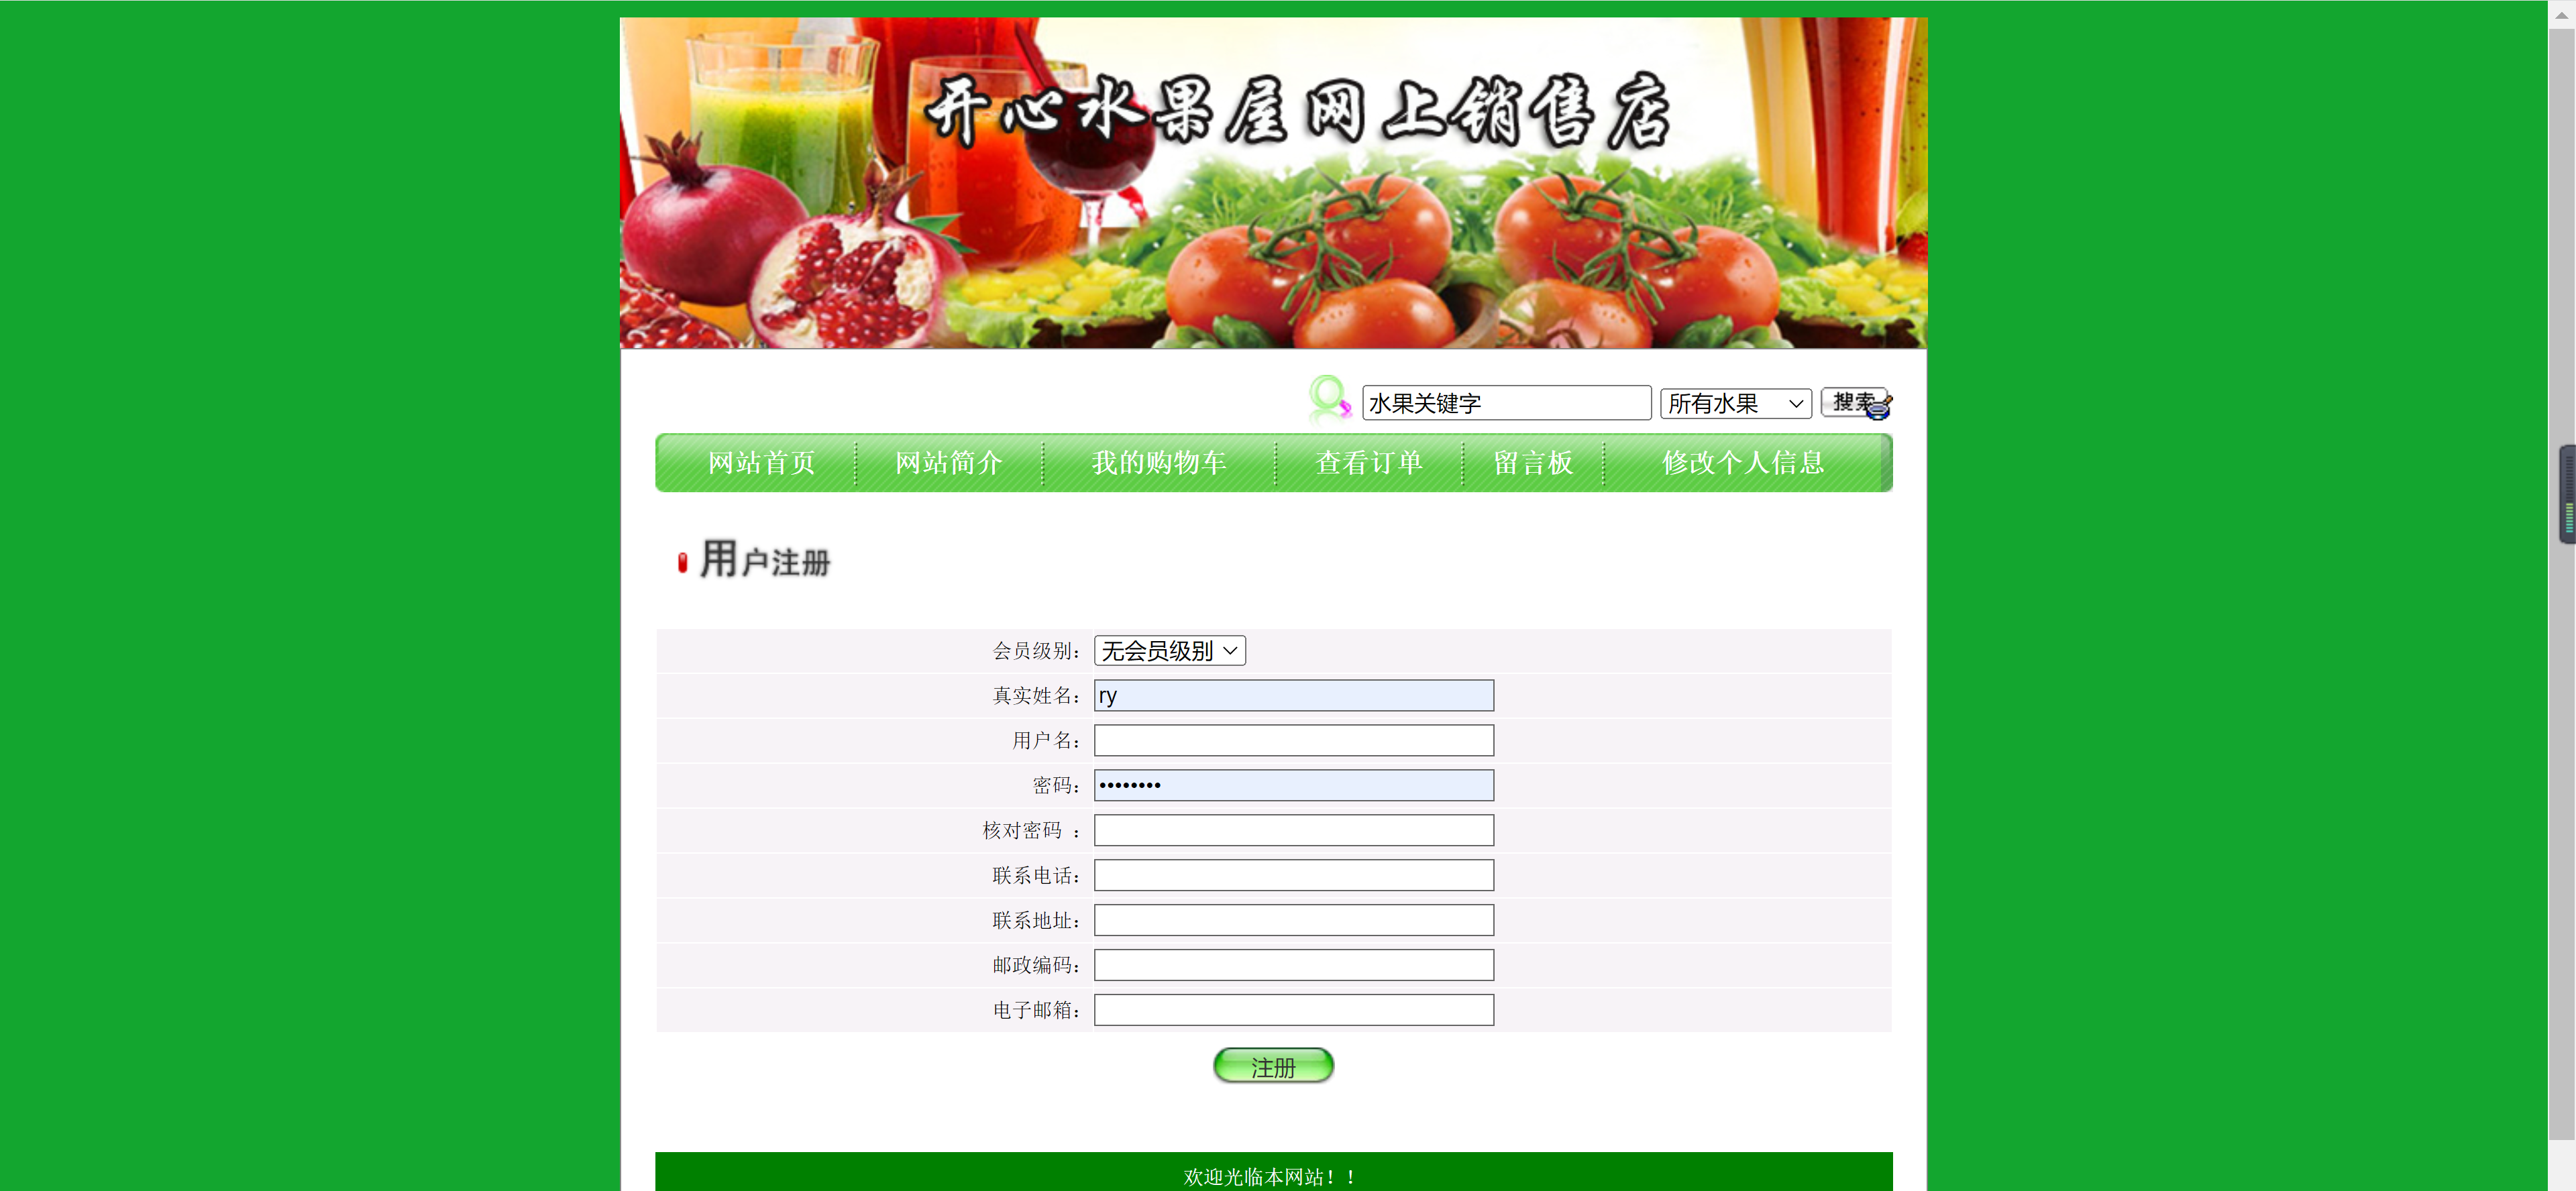 开心水果屋网上销售店
水果关键字 所有水果 搜索
网站首页 网站简介 我的购物车 查看订单 留言板 修改个人信息
用户注册
会员级别： 无会员级别
真实姓名： ry
用户名：
密码： ••••••••
核对密码 ：
联系电话：
联系地址：
邮政编码：
电子邮箱：
注册
欢迎光临本网站！！